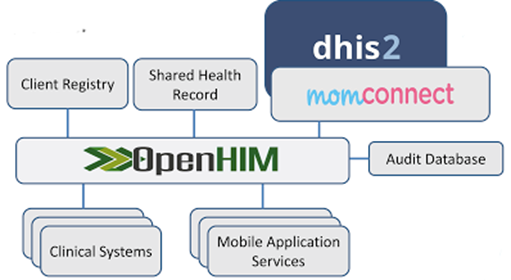 dhis2
Client Registry
Shared Health
Record
momconnect
OpenHIM
Audit Database
Clinical Systems
Mobile Application
Services